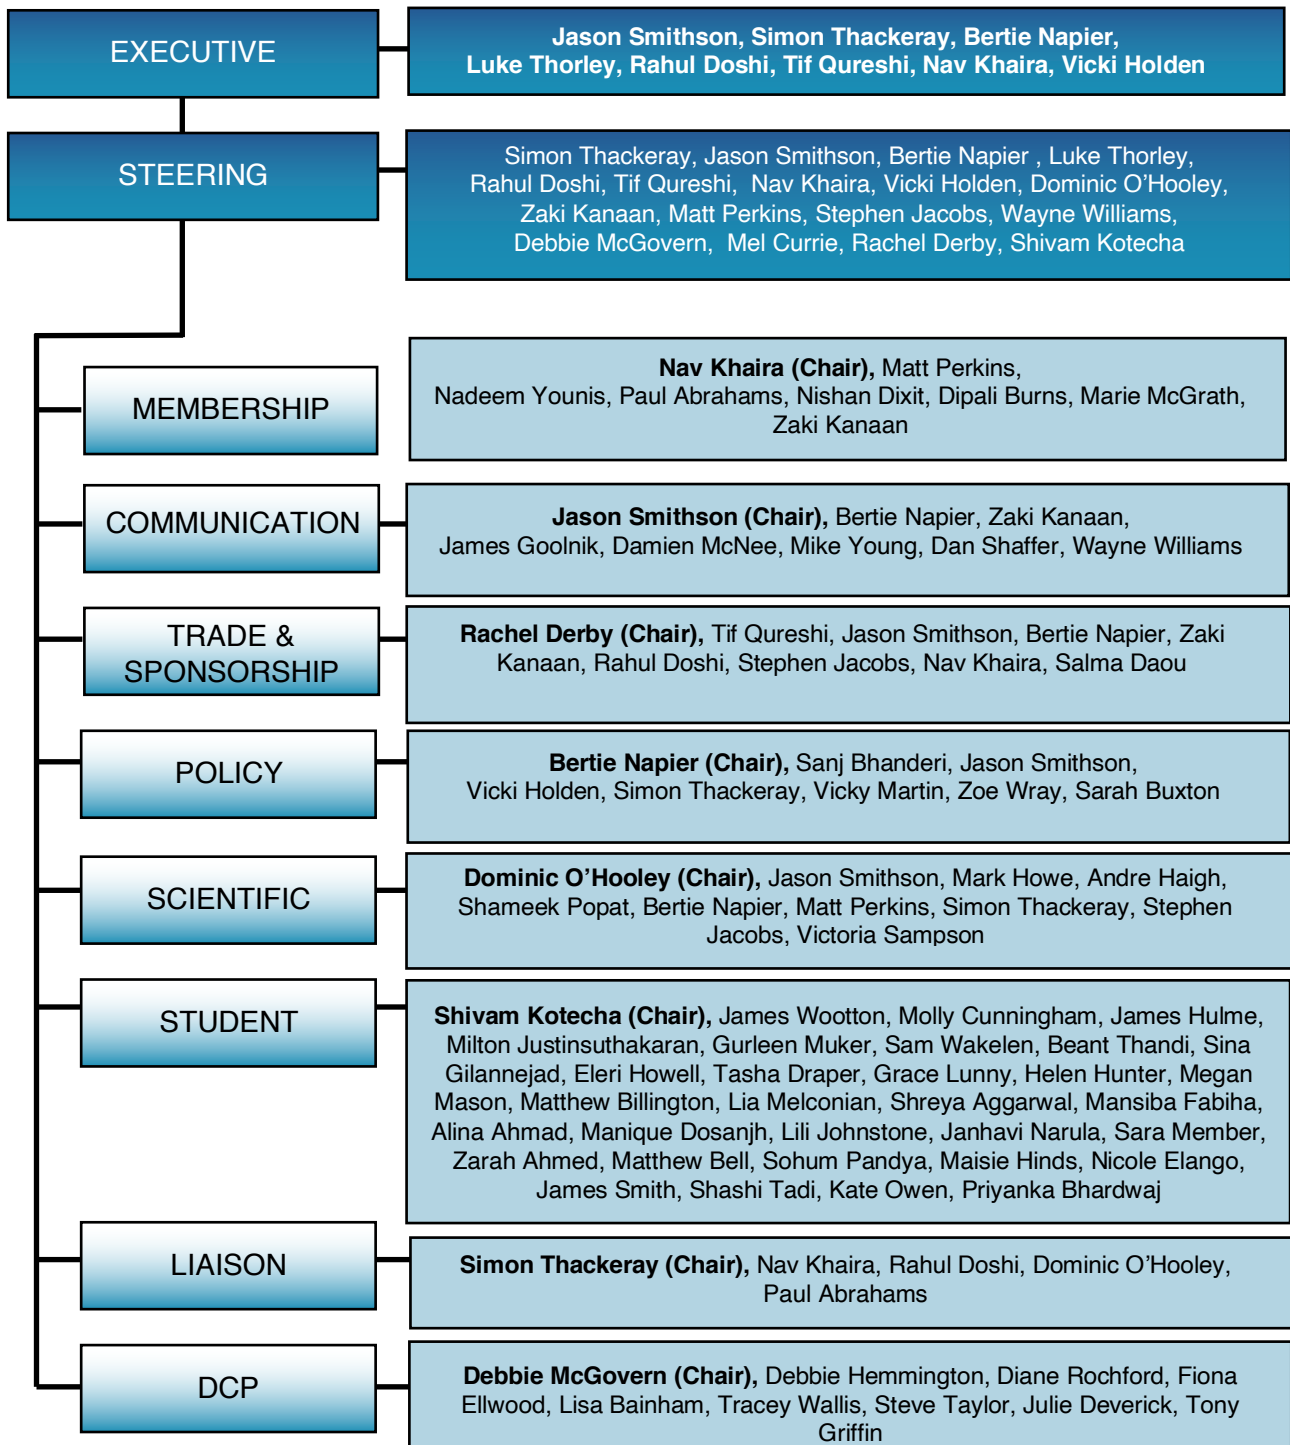 EXECUTIVE
Jason Smithson, Simon Thackeray, Bertie Napier,
Luke Thorley, Rahul Doshi, Tif Qureshi, Nav Khaira, Vicki Holden
STEERING
Simon Thackeray, Jason Smithson, Bertie Napier , Luke Thorley,
Rahul Doshi, Tif Qureshi,  Nav Khaira, Vicki Holden, Dominic O’Hooley,
Zaki Kanaan, Matt Perkins, Stephen Jacobs, Wayne Williams,
Debbie McGovern,  Mel Currie, Rachel Derby, Shivam Kotecha
MEMBERSHIP
Nav Khaira (Chair), Matt Perkins,
Nadeem Younis, Paul Abrahams, Nishan Dixit, Dipali Burns, Marie McGrath,
Zaki Kanaan
COMMUNICATION
Jason Smithson (Chair), Bertie Napier, Zaki Kanaan,
James Goolnik, Damien McNee, Mike Young, Dan Shaffer, Wayne Williams
TRADE &
SPONSORSHIP
Rachel Derby (Chair), Tif Qureshi, Jason Smithson, Bertie Napier, Zaki
Kanaan, Rahul Doshi, Stephen Jacobs, Nav Khaira, Salma Daou
POLICY
Bertie Napier (Chair), Sanj Bhanderi, Jason Smithson,
Vicki Holden, Simon Thackeray, Vicky Martin, Zoe Wray, Sarah Buxton
SCIENTIFIC
Dominic O’Hooley (Chair), Jason Smithson, Mark Howe, Andre Haigh,
Shameek Popat, Bertie Napier, Matt Perkins, Simon Thackeray, Stephen
Jacobs, Victoria Sampson
STUDENT
Shivam Kotecha (Chair), James Wootton, Molly Cunningham, James Hulme,
Milton Justinsuthakaran, Gurleen Muker, Sam Wakelen, Beant Thandi, Sina
Gilannejad, Eleri Howell, Tasha Draper, Grace Lunny, Helen Hunter, Megan
Mason, Matthew Billington, Lia Melconian, Shreya Aggarwal, Mansiba Fabiha,
Alina Ahmad, Manique Dosanjh, Lili Johnstone, Janhavi Narula, Sara Member,
Zarah Ahmed, Matthew Bell, Sohum Pandya, Maisie Hinds, Nicole Elango,
James Smith, Shashi Tadi, Kate Owen, Priyanka Bhardwaj
LIAISON
Simon Thackeray (Chair), Nav Khaira, Rahul Doshi, Dominic O’Hooley,
Paul Abrahams
DCP
Debbie McGovern (Chair), Debbie Hemmington, Diane Rochford, Fiona
Ellwood, Lisa Bainham, Tracey Wallis, Steve Taylor, Julie Deverick, Tony
Griffin